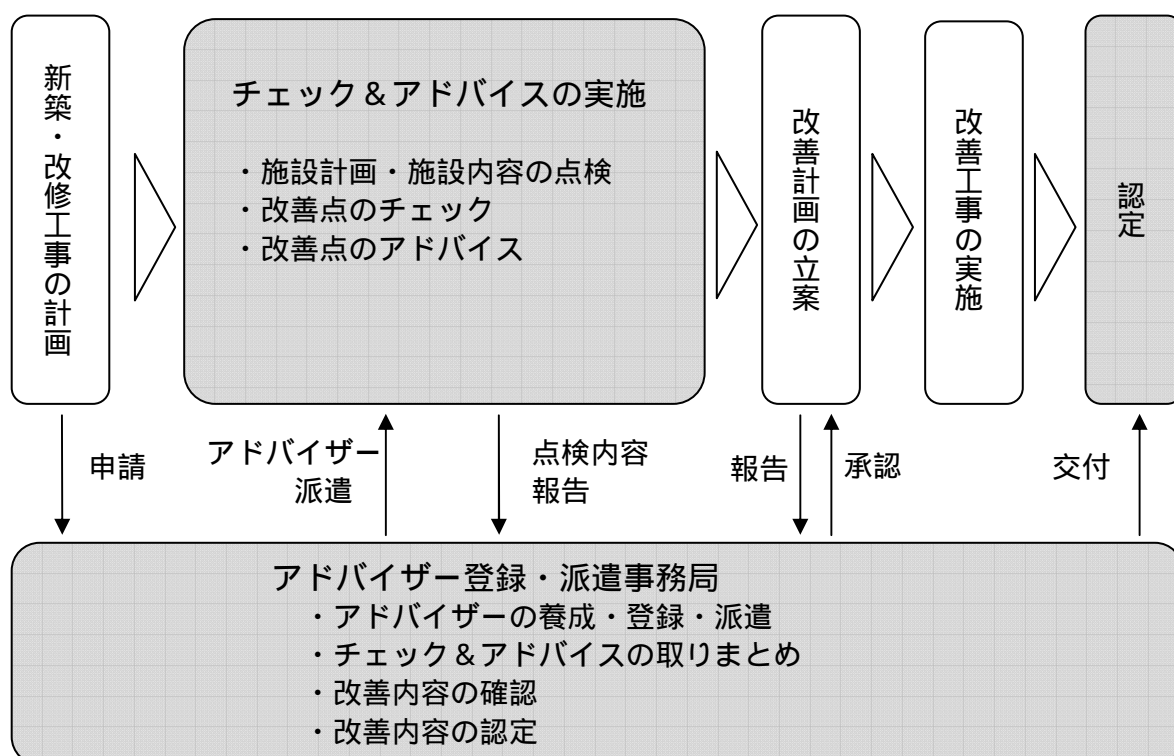 新築・改修工事の計画
チェック＆アドバイスの実施
・施設計画・施設内容の点検
・改善点のチェック
・改善点のアドバイス
改善計画の立案
改善工事の実施
認定
申請
アドバイザー
派遣
点検内容
報告
報告
承認
交付
アドバイザー登録・派遣事務局
・アドバイザーの養成・登録・派遣
・チェック＆アドバイスの取りまとめ
・改善内容の確認
・改善内容の認定